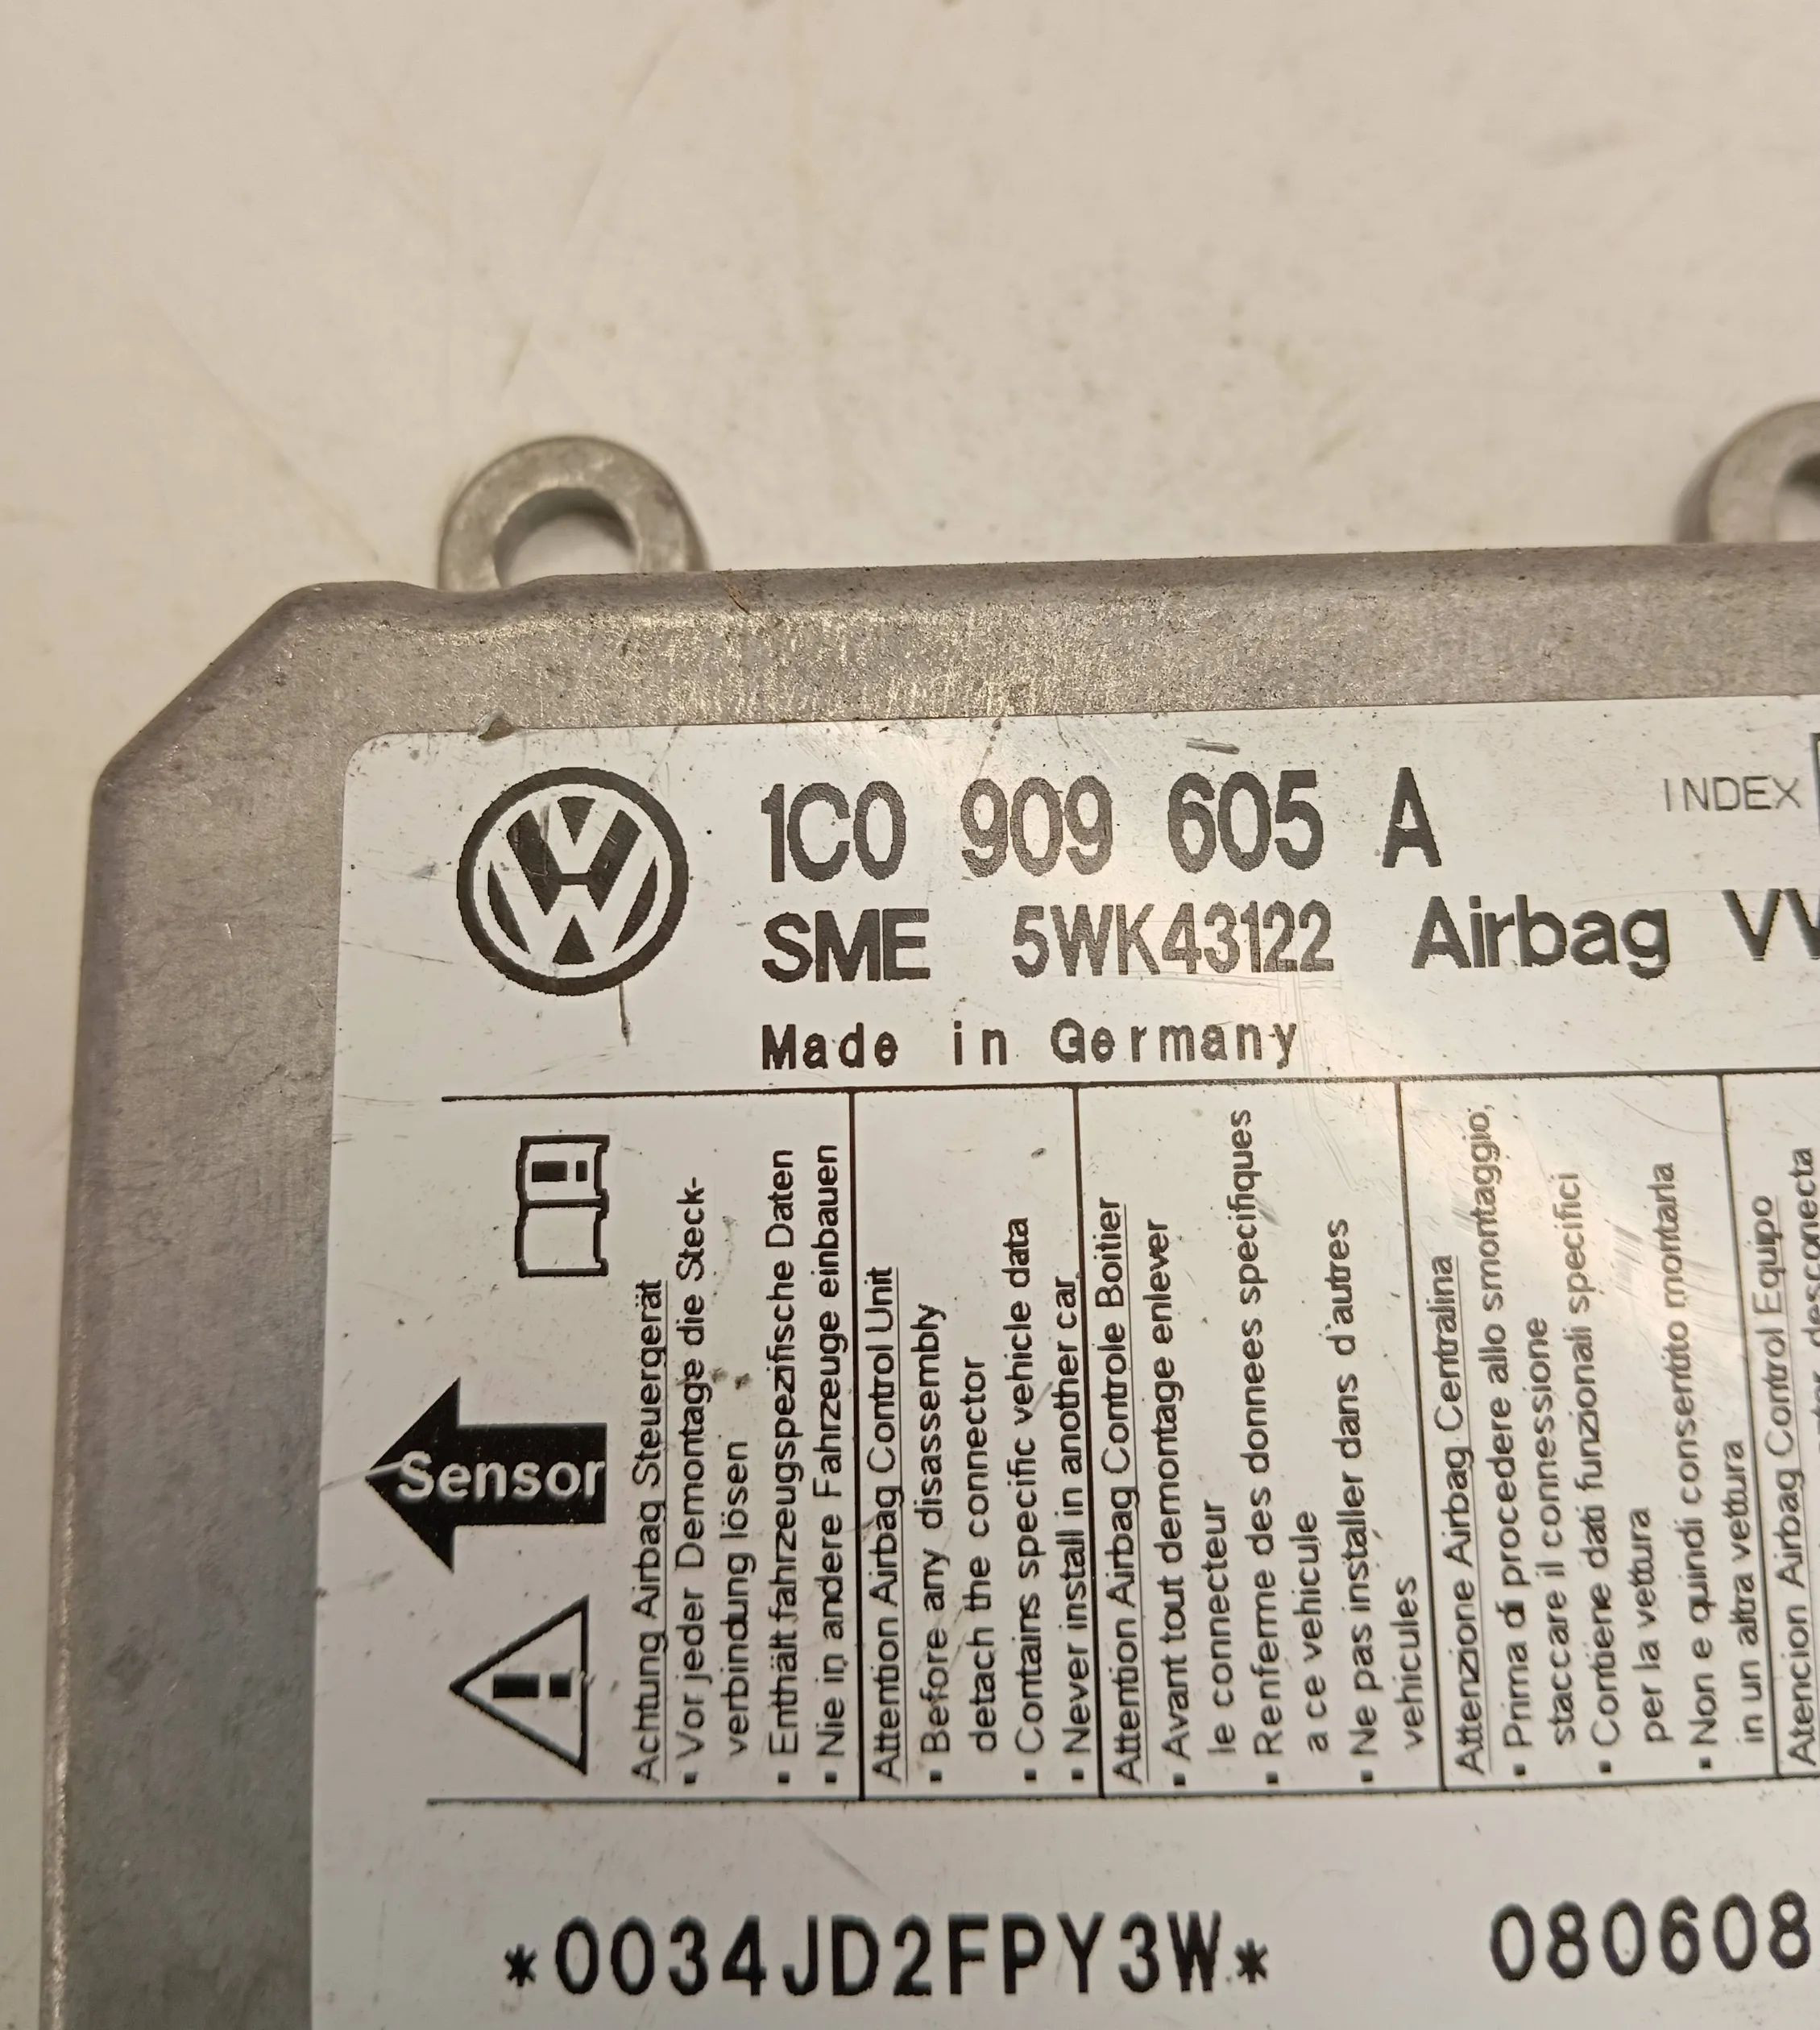 1C0 909 605 A
INDEX
SME 5WK43122 Airbag VW
Made in Germany
Sensor
Achtung Airbag Steuergerät
• Vor jeder Demontage die Steck-
verbindung lösen
• Enthält fahrzeugspezifische Daten
• Nie in andere Fahrzeuge einbauen
Attention Airbag Control Unit
• Before any disassembly
detach the connector
• Contains specific vehicle data
• Never install in another car
Attention Airbag Controle Boitier
• Avant tout demontage enlever
le connecteur
• Renferme des donnees specifiques
a ce vehicule
• Ne pas installer dans d'autres
vehicules
Attenzione Airbag Centralina
• Prima di procedere allo smontaggio,
staccare il connessione
• Contiene dati funzionali specifici
per la vettura
• Non e quindi consentito montarla
in un altra vettura
Atencion Airbag Control Equipo
desconecta
*0034JD2FPY3W*
080608